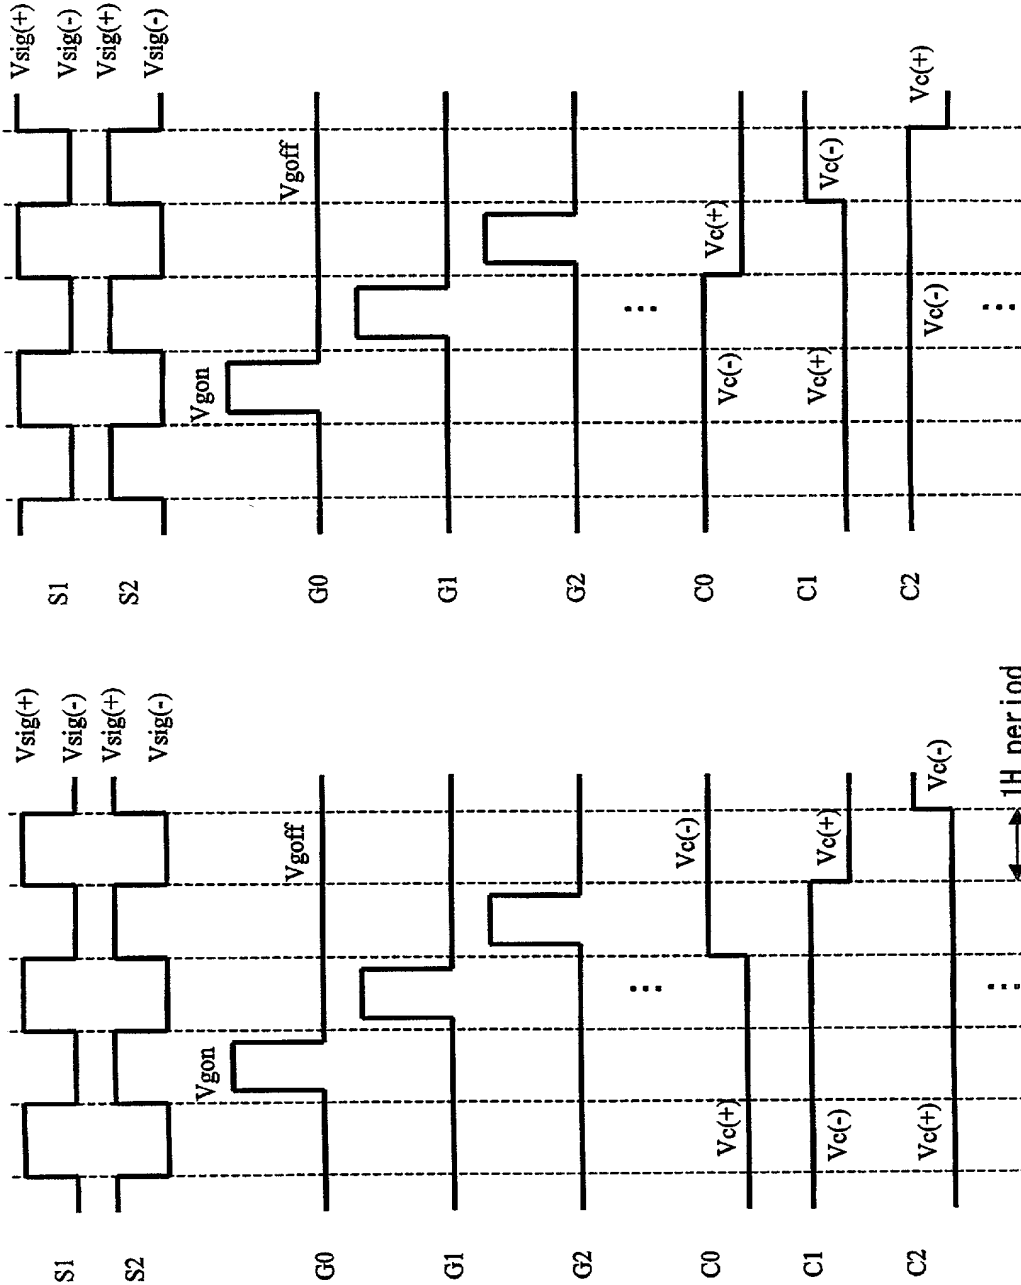 S1
Vsig(+)
Vsig(-)
S2
Vsig(+)
Vsig(-)
G0
Vgon
Vgoff
G1
G2
...
C0
Vc(+)
Vc(-)
C1
Vc(-)
Vc(+)
C2
Vc(+)
Vc(-)
...
1H period
S1
Vsig(+)
Vsig(-)
S2
Vsig(+)
Vsig(-)
G0
Vgon
Vgoff
G1
G2
...
C0
Vc(-)
Vc(+)
C1
Vc(+)
Vc(-)
C2
Vc(-)
Vc(+)
...